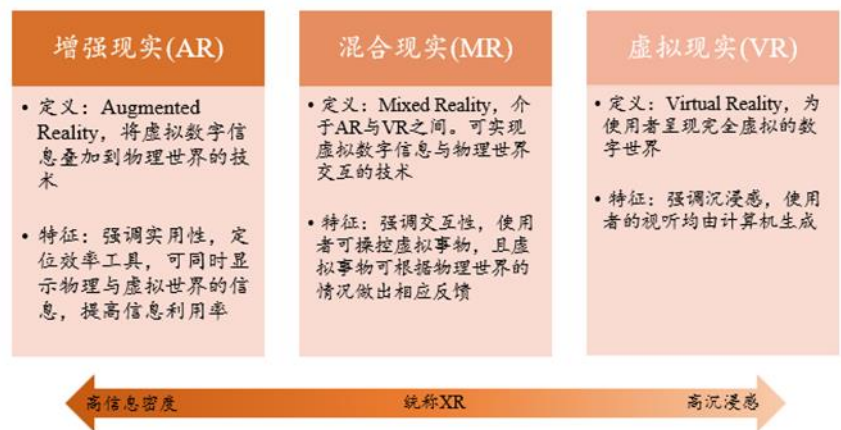 增强现实(AR)
• 定义：Augmented
Reality，将虚拟数字信
息叠加到物理世界的技
术
• 特征：强调实用性，定
位效率工具，可同时显
示物理与虚拟世界的信
息，提高信息利用率
混合现实(MR)
• 定义：Mixed Reality，介
于AR与VR之间。可实现
虚拟数字信息与物理世界
交互的技术
• 特征：强调交互性，使用
者可操控虚拟事物，且虚
拟事物可根据物理世界的
情况做出相应反馈
虚拟现实(VR)
• 定义：Virtual Reality，为
使用者呈现完全虚拟的数
字世界
• 特征：强调沉浸感，使用
者的视听均由计算机生成
高信息密度
统称XR
高沉浸感